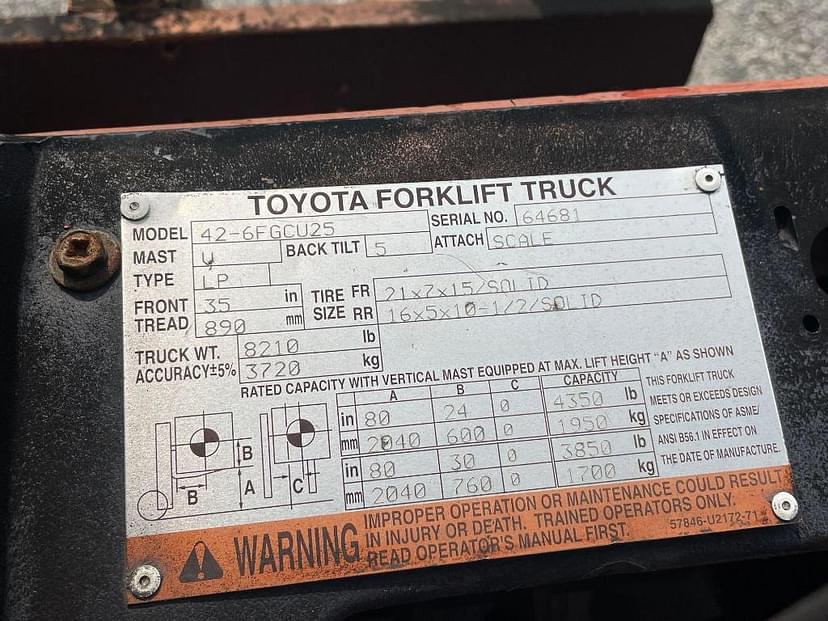 TOYOTA FORKLIFT TRUCK
MODEL 42-6FGCU25 SERIAL NO. 64681
MAST V BACK TILT 5 ATTACH SCALE
TYPE LP
FRONT TREAD 35 in TIRE SIZE FR 21x7x15/SOLID
890 mm RR 16x5x10-1/2/SOLID
TRUCK WT. 8210 lb
ACCURACY±5% 3720 kg
RATED CAPACITY WITH VERTICAL MAST EQUIPPED AT MAX. LIFT HEIGHT "A" AS SHOWN
A B C CAPACITY
in 80 24 0 4350 lb
mm 2040 600 0 1950 kg
in 80 30 0 3850 lb
mm 2040 760 0 1700 kg
B B A C
THIS FORKLIFT TRUCK
MEETS OR EXCEEDS DESIGN
SPECIFICATIONS OF ASME/
ANSI B56.1 IN EFFECT ON
THE DATE OF MANUFACTURE.
WARNING
IMPROPER OPERATION OR MAINTENANCE COULD RESULT
IN INJURY OR DEATH. TRAINED OPERATORS ONLY.
READ OPERATOR'S MANUAL FIRST.
57846-U2172-71